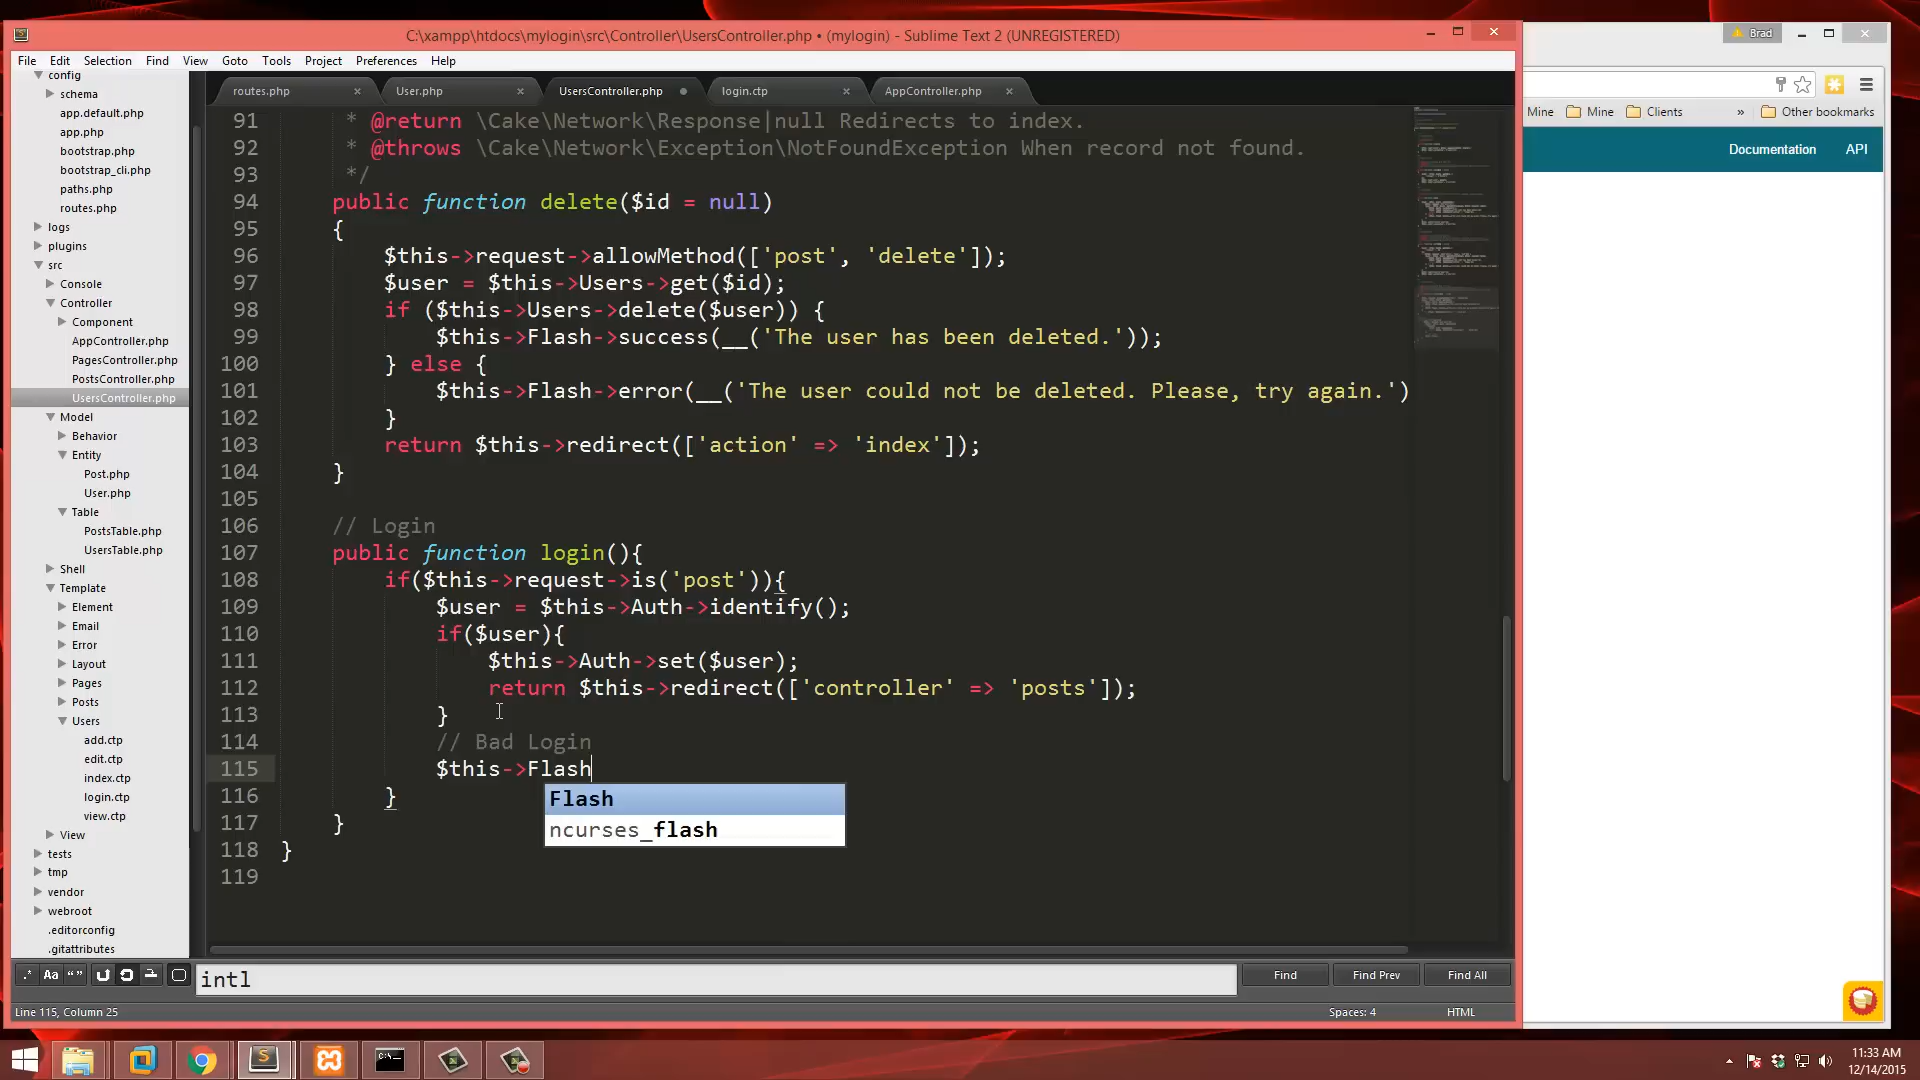 C:\xampp\htdocs\mylogin\src\Controller\UsersController.php • (mylogin) - Sublime Text 2 (UNREGISTERED)
Brad
File Edit Selection Find View Goto Tools Project Preferences Help
Mine Mine Clients » Other bookmarks
Documentation API
routes.php × User.php × UsersController.php login.ctp × AppController.php ×
config
schema
app.default.php
app.php
bootstrap.php
bootstrap_cli.php
paths.php
routes.php
logs
plugins
src
Console
Controller
Component
AppController.php
PagesController.php
PostsController.php
UsersController.php
Model
Behavior
Entity
Post.php
User.php
Table
PostsTable.php
UsersTable.php
Shell
Template
Element
Email
Error
Layout
Pages
Posts
Users
add.ctp
edit.ctp
index.ctp
login.ctp
view.ctp
View
tests
tmp
vendor
webroot
.editorconfig
.gitattributes
91 * @return \Cake\Network\Response|null Redirects to index.
92 * @throws \Cake\Network\Exception\NotFoundException When record not found.
93 */
94 public function delete($id = null)
95 {
96 $this->request->allowMethod(['post', 'delete']);
97 $user = $this->Users->get($id);
98 if ($this->Users->delete($user)) {
99 $this->Flash->success(__('The user has been deleted.'));
100 } else {
101 $this->Flash->error(__('The user could not be deleted. Please, try again.')
102 }
103 return $this->redirect(['action' => 'index']);
104 }
105
106 // Login
107 public function login(){
108 if($this->request->is('post')){
109 $user = $this->Auth->identify();
110 if($user){
111 $this->Auth->set($user);
112 return $this->redirect(['controller' => 'posts']);
113 }
114 // Bad Login
115 $this->Flash
116 }
117 }
118 }
119
Flash
ncurses_flash
.* Aa “” intl Find Find Prev Find All
Line 115, Column 25 Spaces: 4 HTML
11:33 AM
12/14/2015